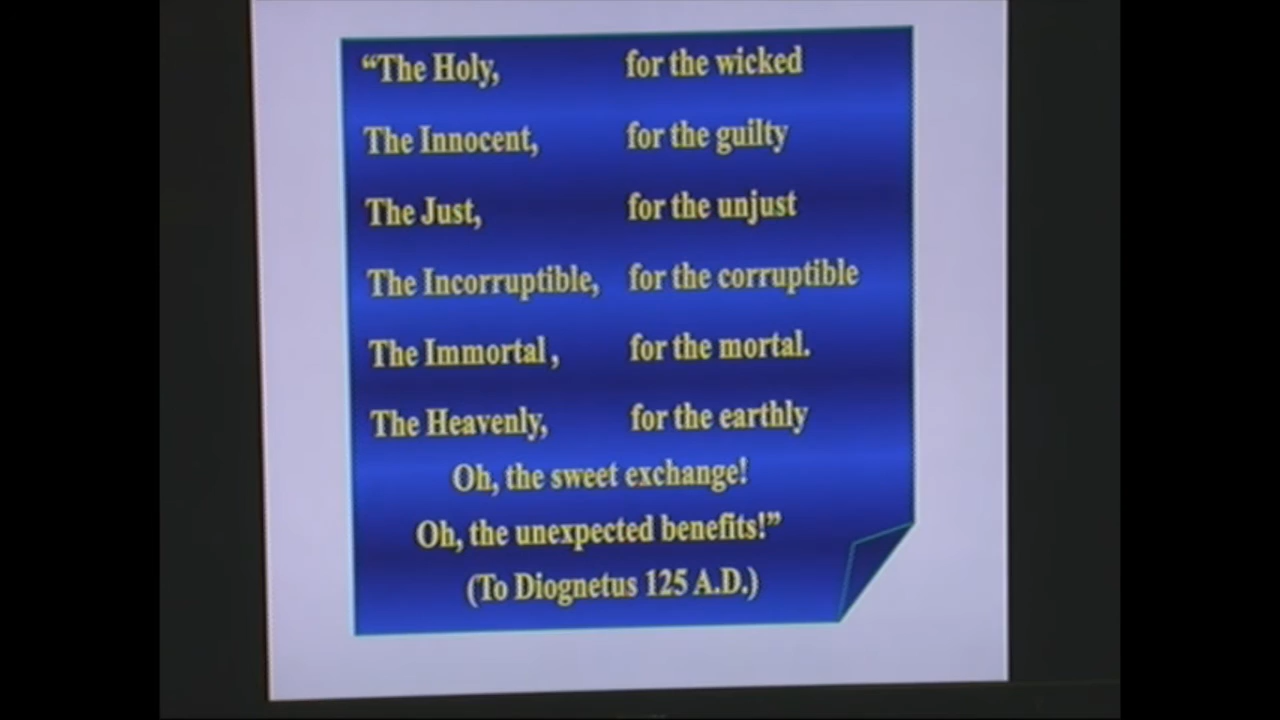 “The Holy, for the wicked
The Innocent, for the guilty
The Just, for the unjust
The Incorruptible, for the corruptible
The Immortal , for the mortal.
The Heavenly, for the earthly
Oh, the sweet exchange!
Oh, the unexpected benefits!”
(To Diognetus 125 A.D.)